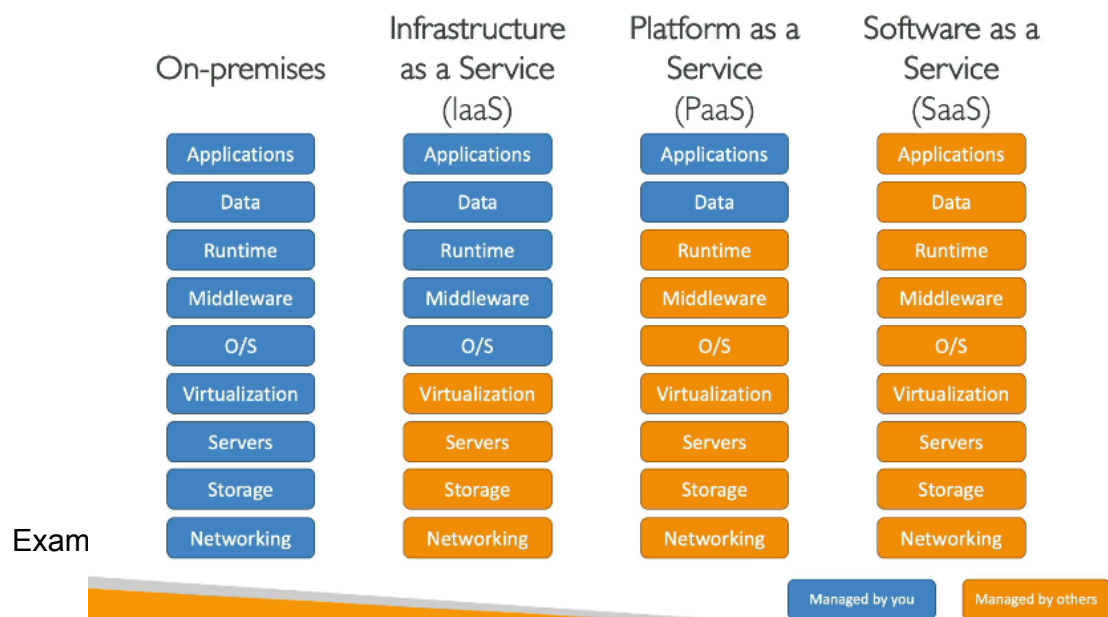 On-premises
Infrastructure
as a Service
(IaaS)
Platform as a
Service
(PaaS)
Software as a
Service
(SaaS)
Applications
Applications
Applications
Applications
Data
Data
Data
Data
Runtime
Runtime
Runtime
Runtime
Middleware
Middleware
Middleware
Middleware
O/S
O/S
O/S
O/S
Virtualization
Virtualization
Virtualization
Virtualization
Servers
Servers
Servers
Servers
Storage
Storage
Storage
Storage
Exam
Networking
Networking
Networking
Networking
Managed by you
Managed by others